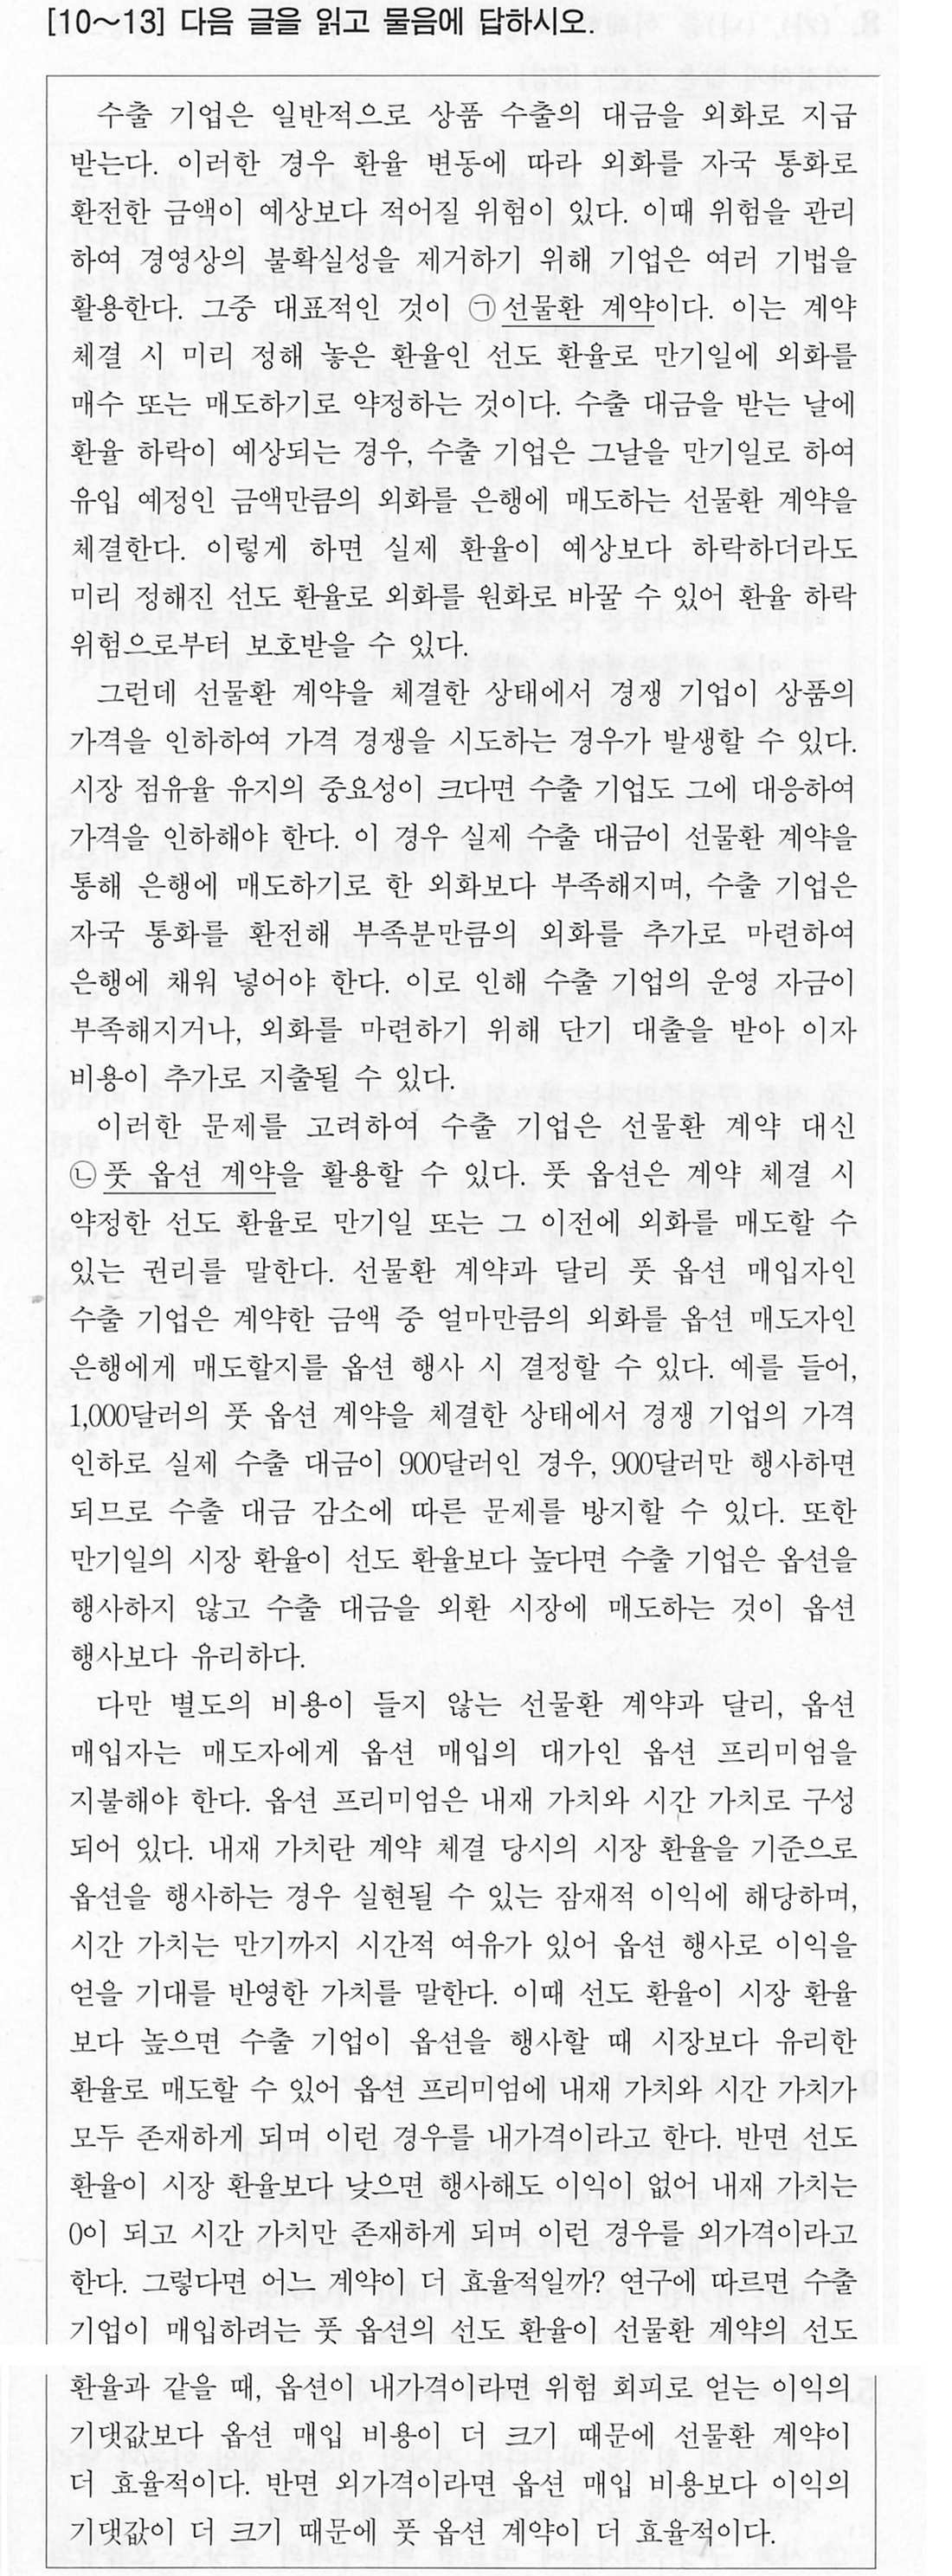 [10~13] 다음 글을 읽고 물음에 답하시오.
수출 기업은 일반적으로 상품 수출의 대금을 외화로 지급
받는다. 이러한 경우 환율 변동에 따라 외화를 자국 통화로
환전한 금액이 예상보다 적어질 위험이 있다. 이때 위험을 관리
하여 경영상의 불확실성을 제거하기 위해 기업은 여러 기법을
활용한다. 그중 대표적인 것이 ㉠선물환 계약이다. 이는 계약
체결 시 미리 정해 놓은 환율인 선도 환율로 만기일에 외화를
매수 또는 매도하기로 약정하는 것이다. 수출 대금을 받는 날에
환율 하락이 예상되는 경우, 수출 기업은 그날을 만기일로 하여
유입 예정인 금액만큼의 외화를 은행에 매도하는 선물환 계약을
체결한다. 이렇게 하면 실제 환율이 예상보다 하락하더라도
미리 정해진 선도 환율로 외화를 원화로 바꿀 수 있어 환율 하락
위험으로부터 보호받을 수 있다.
그런데 선물환 계약을 체결한 상태에서 경쟁 기업이 상품의
가격을 인하하여 가격 경쟁을 시도하는 경우가 발생할 수 있다.
시장 점유율 유지의 중요성이 크다면 수출 기업도 그에 대응하여
가격을 인하해야 한다. 이 경우 실제 수출 대금이 선물환 계약을
통해 은행에 매도하기로 한 외화보다 부족해지며, 수출 기업은
자국 통화를 환전해 부족분만큼의 외화를 추가로 마련하여
은행에 채워 넣어야 한다. 이로 인해 수출 기업의 운영 자금이
부족해지거나, 외화를 마련하기 위해 단기 대출을 받아 이자
비용이 추가로 지출될 수 있다.
이러한 문제를 고려하여 수출 기업은 선물환 계약 대신
㉡풋 옵션 계약을 활용할 수 있다. 풋 옵션은 계약 체결 시
약정한 선도 환율로 만기일 또는 그 이전에 외화를 매도할 수
있는 권리를 말한다. 선물환 계약과 달리 풋 옵션 매입자인
수출 기업은 계약한 금액 중 얼마만큼의 외화를 옵션 매도자인
은행에게 매도할지를 옵션 행사 시 결정할 수 있다. 예를 들어,
1,000달러의 풋 옵션 계약을 체결한 상태에서 경쟁 기업의 가격
인하로 실제 수출 대금이 900달러인 경우, 900달러만 행사하면
되므로 수출 대금 감소에 따른 문제를 방지할 수 있다. 또한
만기일의 시장 환율이 선도 환율보다 높다면 수출 기업은 옵션을
행사하지 않고 수출 대금을 외환 시장에 매도하는 것이 옵션
행사보다 유리하다.
다만 별도의 비용이 들지 않는 선물환 계약과 달리, 옵션
매입자는 매도자에게 옵션 매입의 대가인 옵션 프리미엄을
지불해야 한다. 옵션 프리미엄은 내재 가치와 시간 가치로 구성
되어 있다. 내재 가치란 계약 체결 당시의 시장 환율을 기준으로
옵션을 행사하는 경우 실현될 수 있는 잠재적 이익에 해당하며,
시간 가치는 만기까지 시간적 여유가 있어 옵션 행사로 이익을
얻을 기대를 반영한 가치를 말한다. 이때 선도 환율이 시장 환율
보다 높으면 수출 기업이 옵션을 행사할 때 시장보다 유리한
환율로 매도할 수 있어 옵션 프리미엄에 내재 가치와 시간 가치가
모두 존재하게 되며 이런 경우를 내가격이라고 한다. 반면 선도
환율이 시장 환율보다 낮으면 행사해도 이익이 없어 내재 가치는
0이 되고 시간 가치만 존재하게 되며 이런 경우를 외가격이라고
한다. 그렇다면 어느 계약이 더 효율적일까? 연구에 따르면 수출
기업이 매입하려는 풋 옵션의 선도 환율이 선물환 계약의 선도
환율과 같을 때, 옵션이 내가격이라면 위험 회피로 얻는 이익의
기댓값보다 옵션 매입 비용이 더 크기 때문에 선물환 계약이
더 효율적이다. 반면 외가격이라면 옵션 매입 비용보다 이익의
기댓값이 더 크기 때문에 풋 옵션 계약이 더 효율적이다.